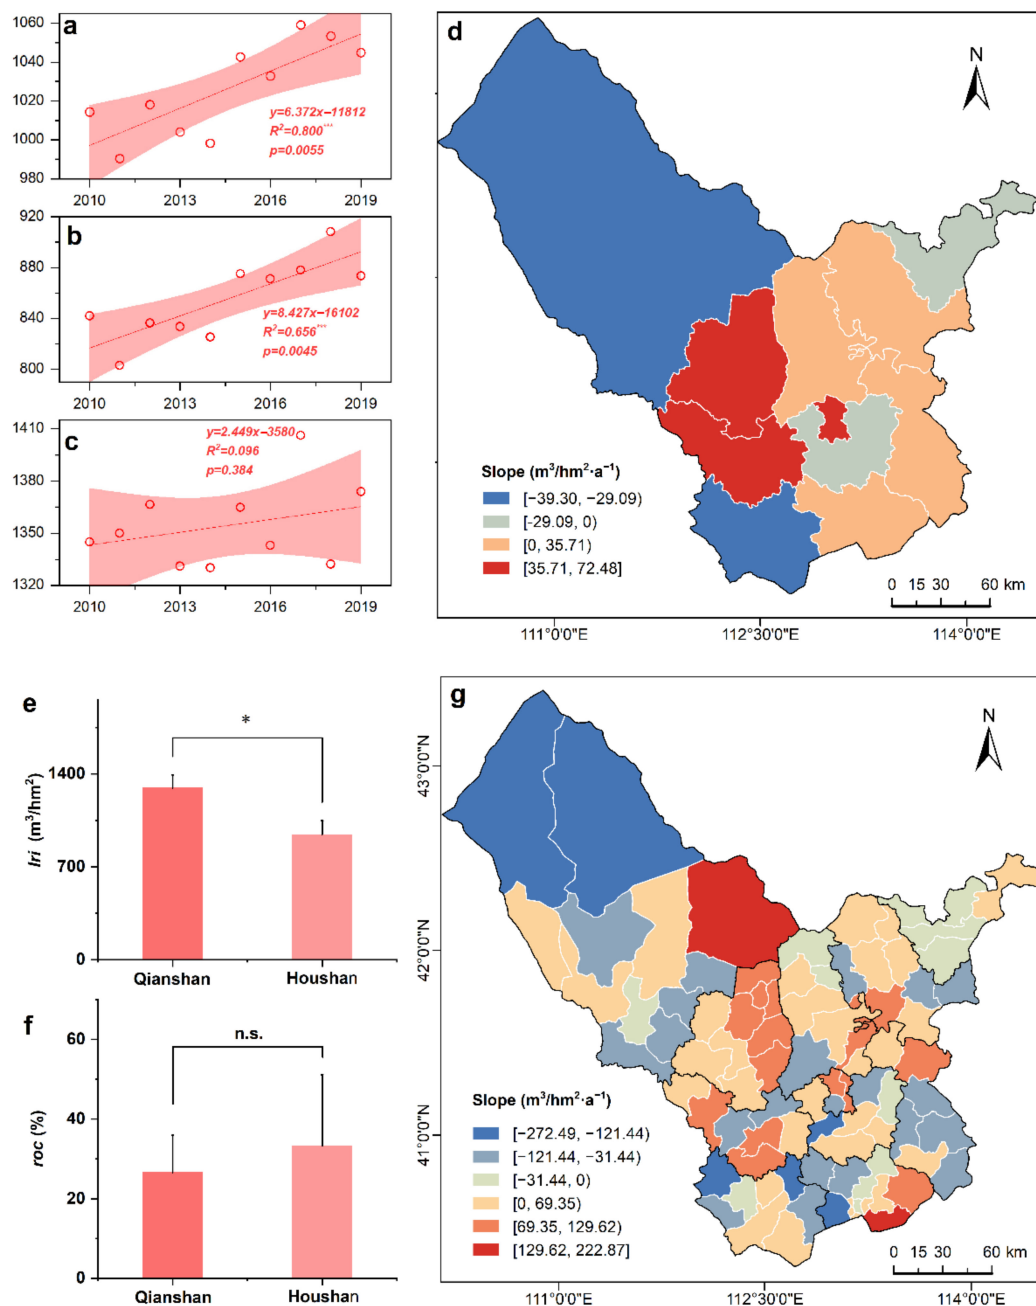 a
1060
1040
1020
1000
980
y=6.372x−11812
R²=0.800***
p=0.0055
2010 2013 2016 2019
b
920
880
840
800
y=8.427x−16102
R²=0.656***
p=0.0045
2010 2013 2016 2019
c
1410
1380
1350
1320
y=2.449x−3580
R²=0.096
p=0.384
2010 2013 2016 2019
d
N
Slope (m³/hm²·a⁻¹)
[−39.30, −29.09)
[-29.09, 0)
[0, 35.71)
[35.71, 72.48]
0 15 30 60 km
111°0'0"E 112°30'0"E 114°0'0"E
e
*
1400
700
0
Iri (m³/hm²)
Qianshan Houshan
f
n.s.
60
40
20
0
roc (%)
Qianshan Houshan
g
N
43°0'0"N
42°0'0"N
41°0'0"N
Slope (m³/hm²·a⁻¹)
[−272.49, −121.44)
[−121.44, −31.44)
[−31.44, 0)
[0, 69.35)
[69.35, 129.62)
[129.62, 222.87]
0 15 30 60 km
111°0'0"E 112°30'0"E 114°0'0"E